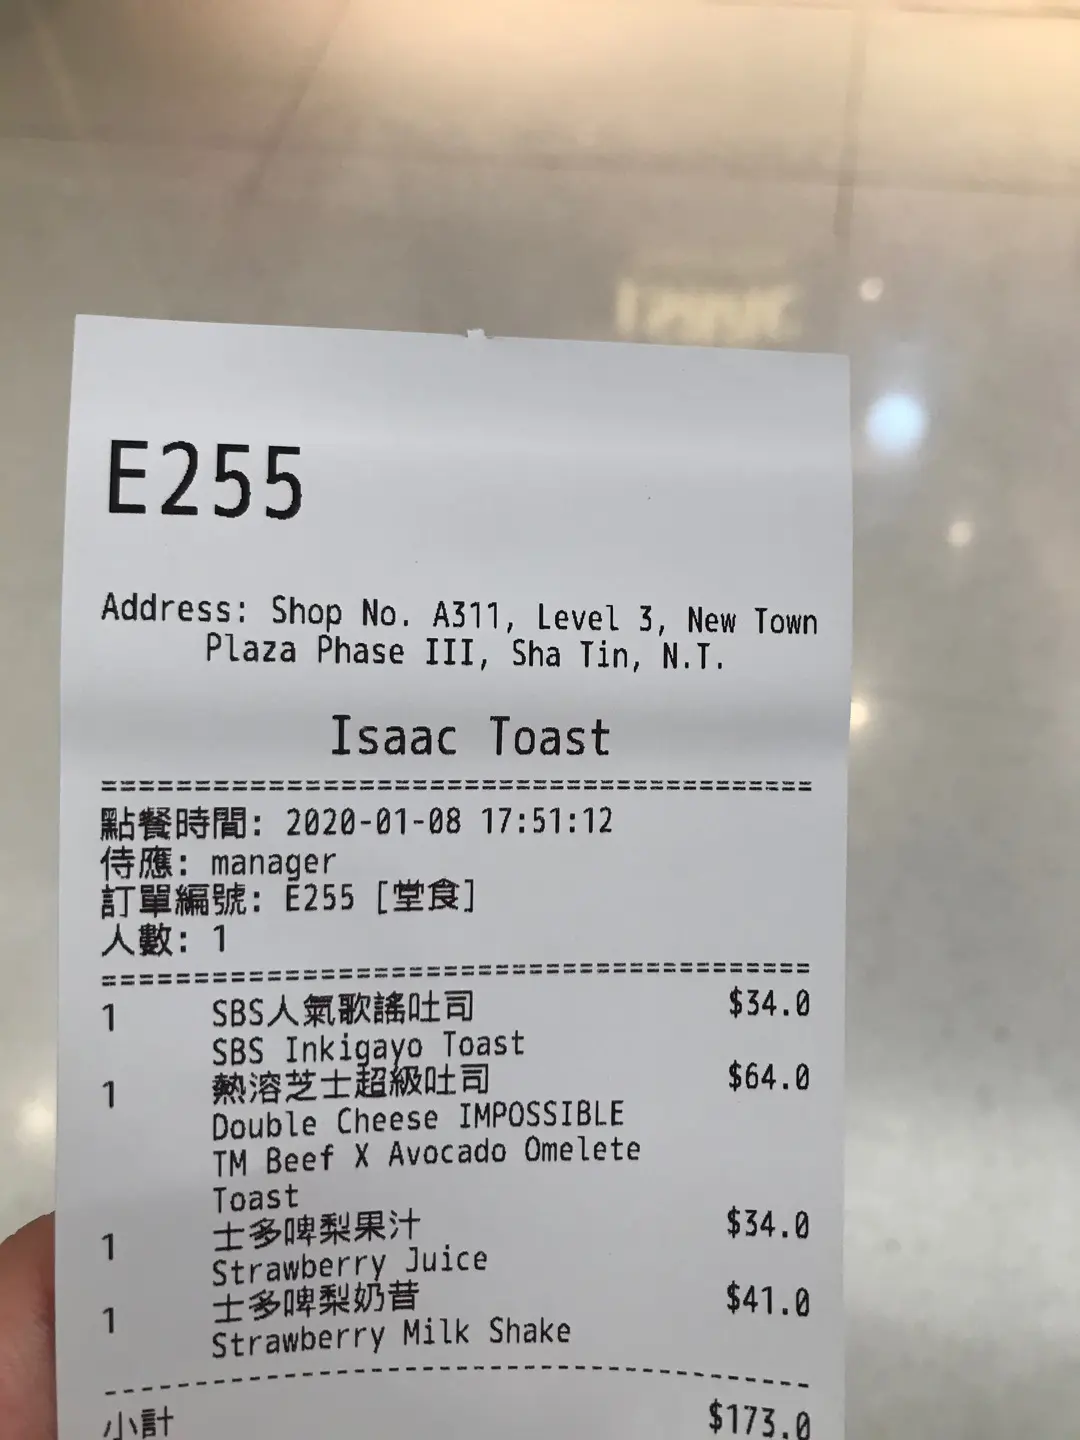 E255
Address: Shop No. A311, Level 3, New Town
Plaza Phase III, Sha Tin, N.T.
Isaac Toast
======================================
點餐時間: 2020-01-08 17:51:12
侍應: manager
訂單編號: E255 [堂食]
人數: 1
======================================
1 SBS人氣歌謠吐司 $34.0
SBS Inkigayo Toast
1 熱溶芝士超級吐司 $64.0
Double Cheese IMPOSSIBLE
TM Beef X Avocado Omelete
Toast
1 士多啤梨果汁 $34.0
Strawberry Juice
1 士多啤梨奶昔 $41.0
Strawberry Milk Shake
--------------------------------------
小計 $173.0